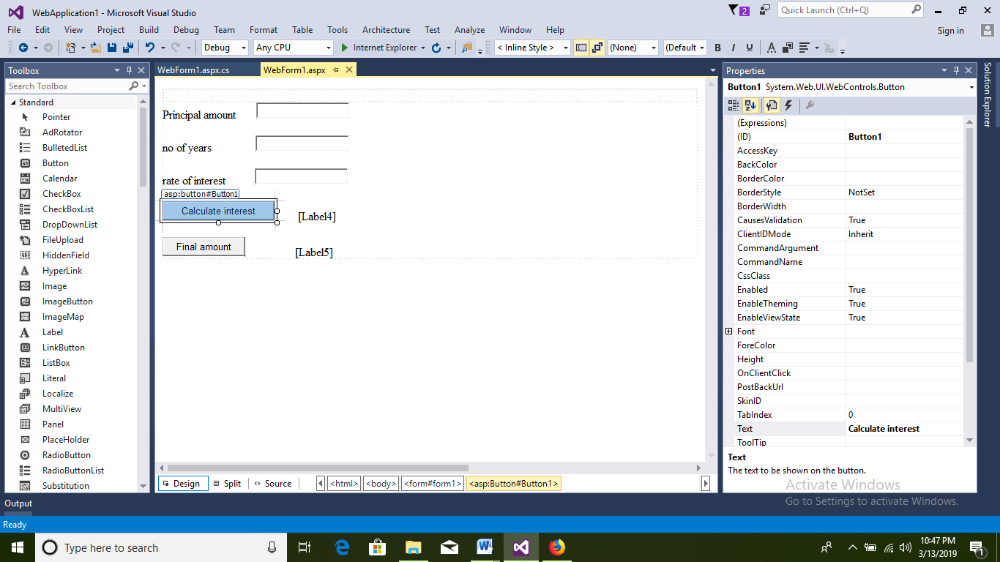 WebApplication1 - Microsoft Visual Studio
2
Quick Launch (Ctrl+Q)
File Edit View Project Build Debug Team Format Table Tools Architecture Test Analyze Window Help
Sign in
Debug Any CPU Internet Explorer < Inline Style > (None) (Default B I U A
Toolbox
Search Toolbox
Standard
Pointer
AdRotator
BulletedList
Button
Calendar
CheckBox
CheckBoxList
DropDownList
FileUpload
HiddenField
HyperLink
Image
ImageButton
ImageMap
Label
LinkButton
ListBox
Literal
Localize
MultiView
Panel
PlaceHolder
RadioButton
RadioButtonList
Substitution
WebForm1.aspx.cs WebForm1.aspx
Principal amount
no of years
rate of interest
asp:button#Button1
Calculate interest [Label4]
Final amount [Label5]
Design Split Source <html> <body> <form#form1> <asp:Button#Button1>
Properties
Button1 System.Web.UI.WebControls.Button
(Expressions)
(ID) Button1
AccessKey
BackColor
BorderColor
BorderStyle NotSet
BorderWidth
CausesValidation True
ClientIDMode Inherit
CommandArgument
CommandName
CssClass
Enabled True
EnableTheming True
EnableViewState True
Font
ForeColor
Height
OnClientClick
PostBackUrl
SkinID
TabIndex 0
Text Calculate interest
ToolTip
Text
The text to be shown on the button.
Solution Explorer
Activate Windows
Go to Settings to activate Windows.
Output
Ready
Type here to search
10:47 PM
3/13/2019
1